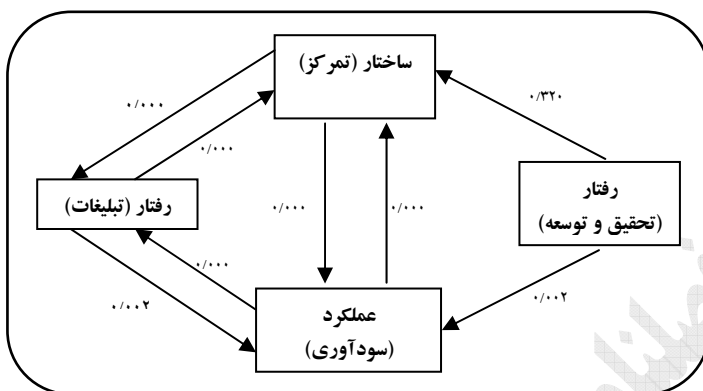 ساختار (تمرکز)
۰/۳۲۰
۰/۰۰۰
۰/۰۰۰
رفتار
(تحقیق و توسعه)
رفتار (تبلیغات)
۰/۰۰۰
۰/۰۰۰
۰/۰۰۰
۰/۰۰۲
۰/۰۰۲
عملکرد
(سودآوری)